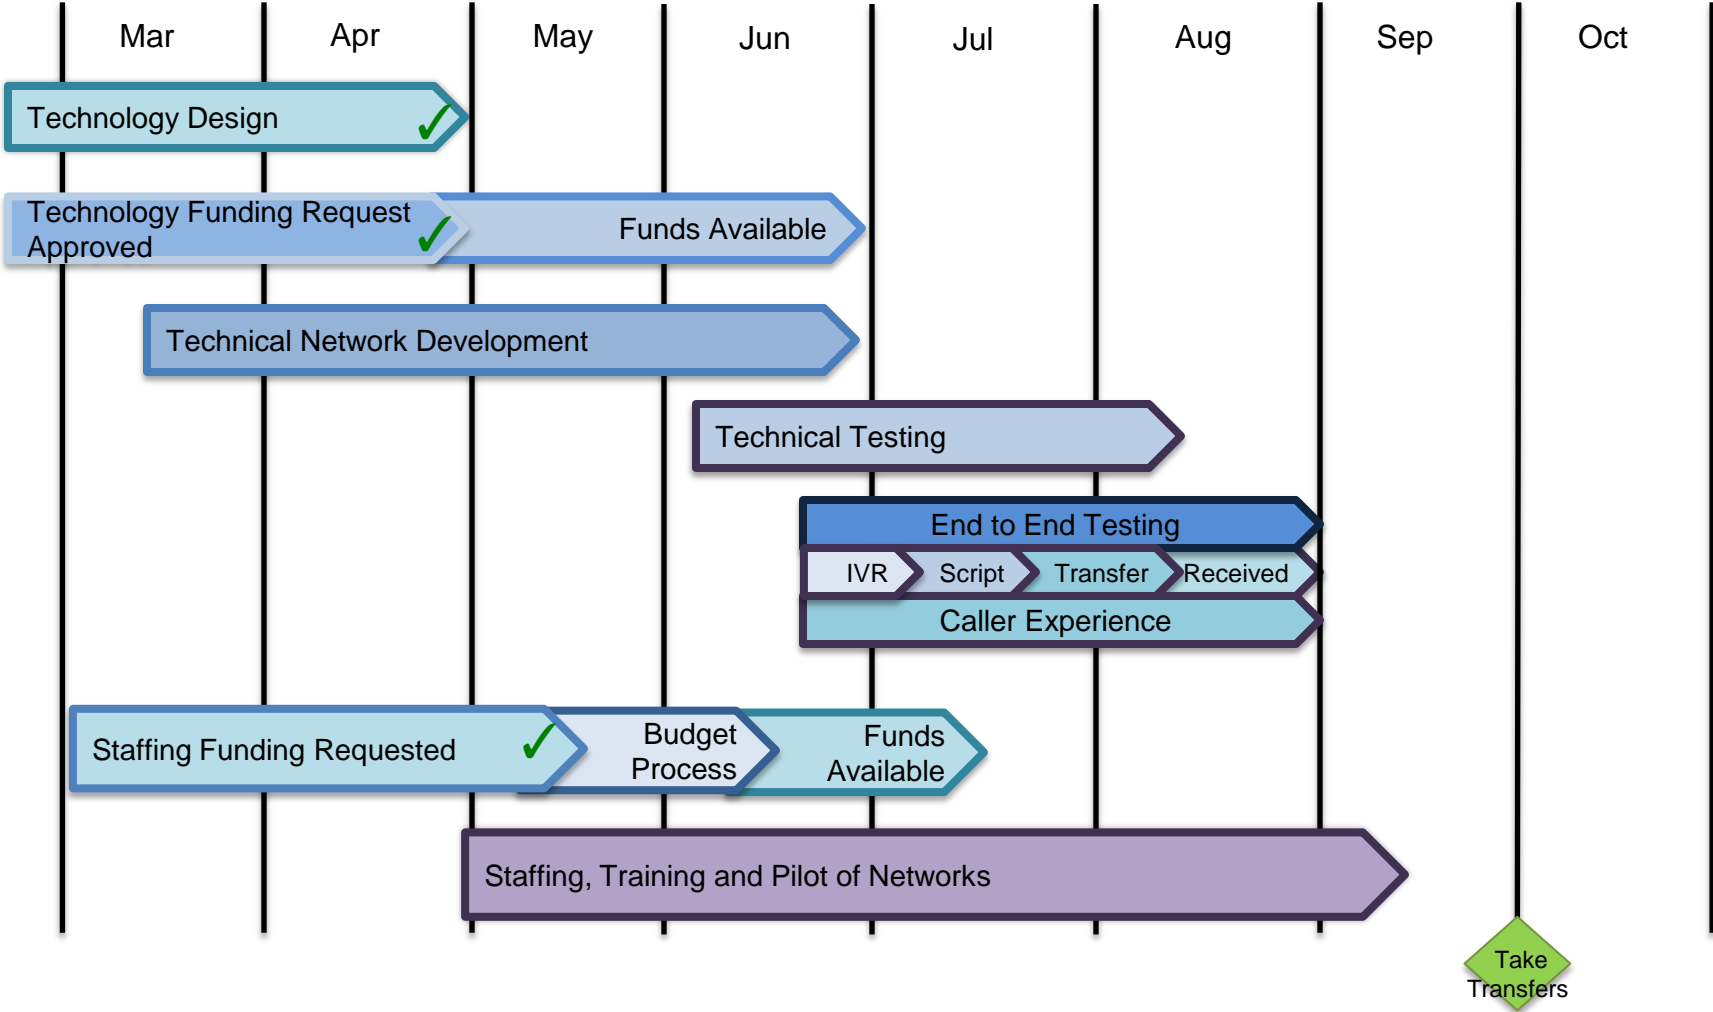 Mar Apr May Jun Jul Aug Sep Oct
Technology Design ✓
Technology Funding Request
Approved ✓
Funds Available
Technical Network Development
Technical Testing
End to End Testing
IVR Script Transfer Received
Caller Experience
Staffing Funding Requested ✓
Budget
Process
Funds
Available
Staffing, Training and Pilot of Networks
Take
Transfers